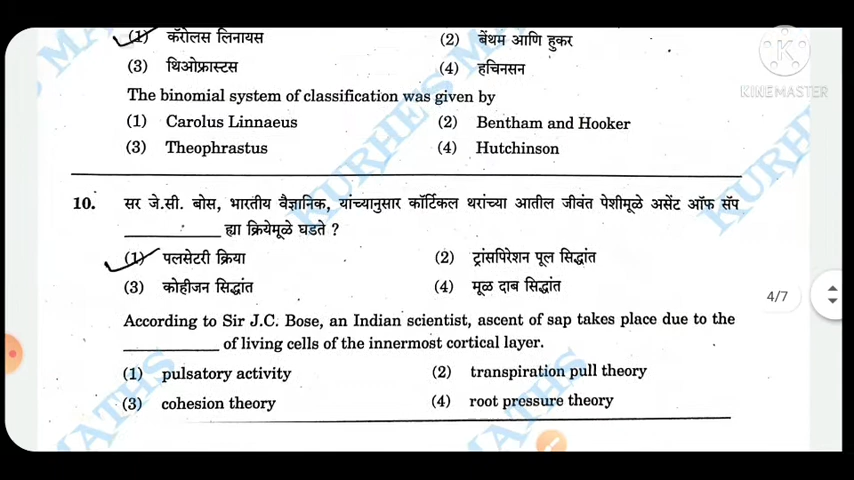 (1) कॅरोलस लिनायस (2) बेंथम आणि हुकर
(3) थिओफ्रास्टस (4) हचिनसन
The binomial system of classification was given by
(1) Carolus Linnaeus (2) Bentham and Hooker
(3) Theophrastus (4) Hutchinson
10. सर जे.सी. बोस, भारतीय वैज्ञानिक, यांच्यानुसार कॉर्टिकल थरांच्या आतील जीवंत पेशीमूळे असेंट ऑफ सॅप
__________ ह्या क्रियेमूळे घडते ?
(1) पलसेटरी क्रिया (2) ट्रांसपिरेशन पूल सिद्धांत
(3) कोहीजन सिद्धांत (4) मूळ दाब सिद्धांत
According to Sir J.C. Bose, an Indian scientist, ascent of sap takes place due to the
__________ of living cells of the innermost cortical layer.
(1) pulsatory activity (2) transpiration pull theory
(3) cohesion theory (4) root pressure theory
4/7
K
KINEMASTER
KURHE'S MATHS